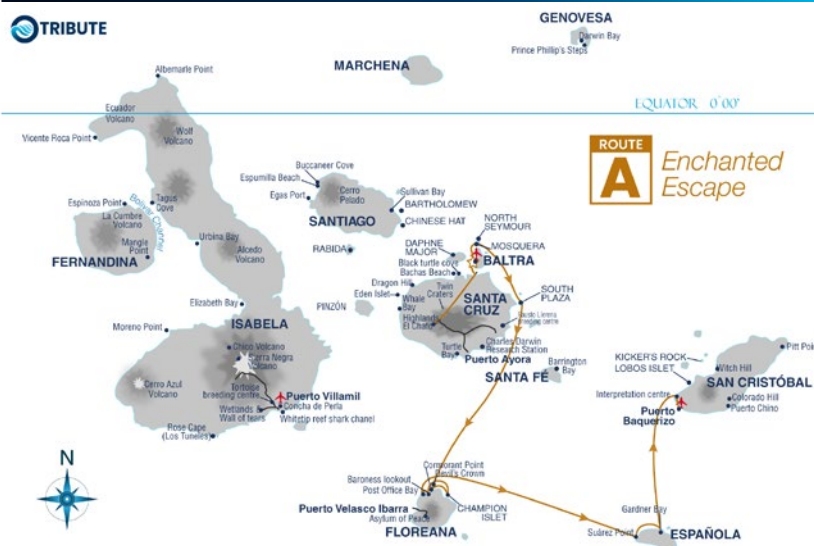 TRIBUTE
GENOVESA
Darwin Bay
Prince Phillip's Steps
MARCHENA
Albemarle Point
EQUATOR 0°00'
Ecuador
Volcano
Wolf
Volcano
Vicente Roca Point
ROUTE
A
Enchanted
Escape
Buccaneer Cove
Espumilla Beach
Egas Port
Cerro
Pelado
Sullivan Bay
BARTHOLOMEW
SANTIAGO
CHINESE HAT
Espinoza Point
Tagus
Cove
Bolivar Channel
La Cumbre
Volcano
Mangle
Point
FERNANDINA
Urbina Bay
Alcedo
Volcano
RABIDA
NORTH
SEYMOUR
MOSQUERA
DAPHNE
MAJOR
BALTRA
Black turtle cove
Bachas Beach
Dragon Hill
Eden Islet
Whale
Bay
Twin
Craters
SANTA
CRUZ
SOUTH
PLAZA
Highlands
El Chato
PINZÓN
Elizabeth Bay
ISABELA
Moreno Point
Chico Volcano
Sierra Negra
Volcano
Cerro Azul
Volcano
Tortoise
breeding centre
Puerto Villamil
Concha de Perla
Wetlands &
Wall of tears
Whitetip reef shark chanel
Rose Cape
(Los Tuneles)
Charles Darwin
Research Station
Turtle
Bay
Puerto Ayora
Barrington
Bay
SANTA FÉ
KICKER'S ROCK
LOBOS ISLET
Pitt Poin
Witch Hill
SAN CRISTÓBAL
Interpretation centre
Colorado Hill
Puerto Chino
Puerto
Baquerizo
N
Cormorant Point
Devil's Crown
Baroness lookout
Post Office Bay
Puerto Velasco Ibarra
Asylum of Peace
CHAMPION
ISLET
FLOREANA
Gardner Bay
Suárez Point
ESPAÑOLA